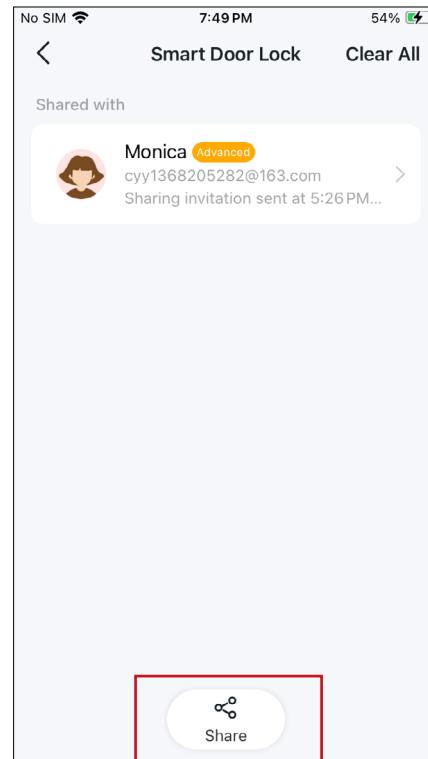 No SIM 7:49 PM 54%
Smart Door Lock Clear All
Shared with
Monica Advanced
cyy1368205282@163.com
Sharing invitation sent at 5:26 PM...
Share